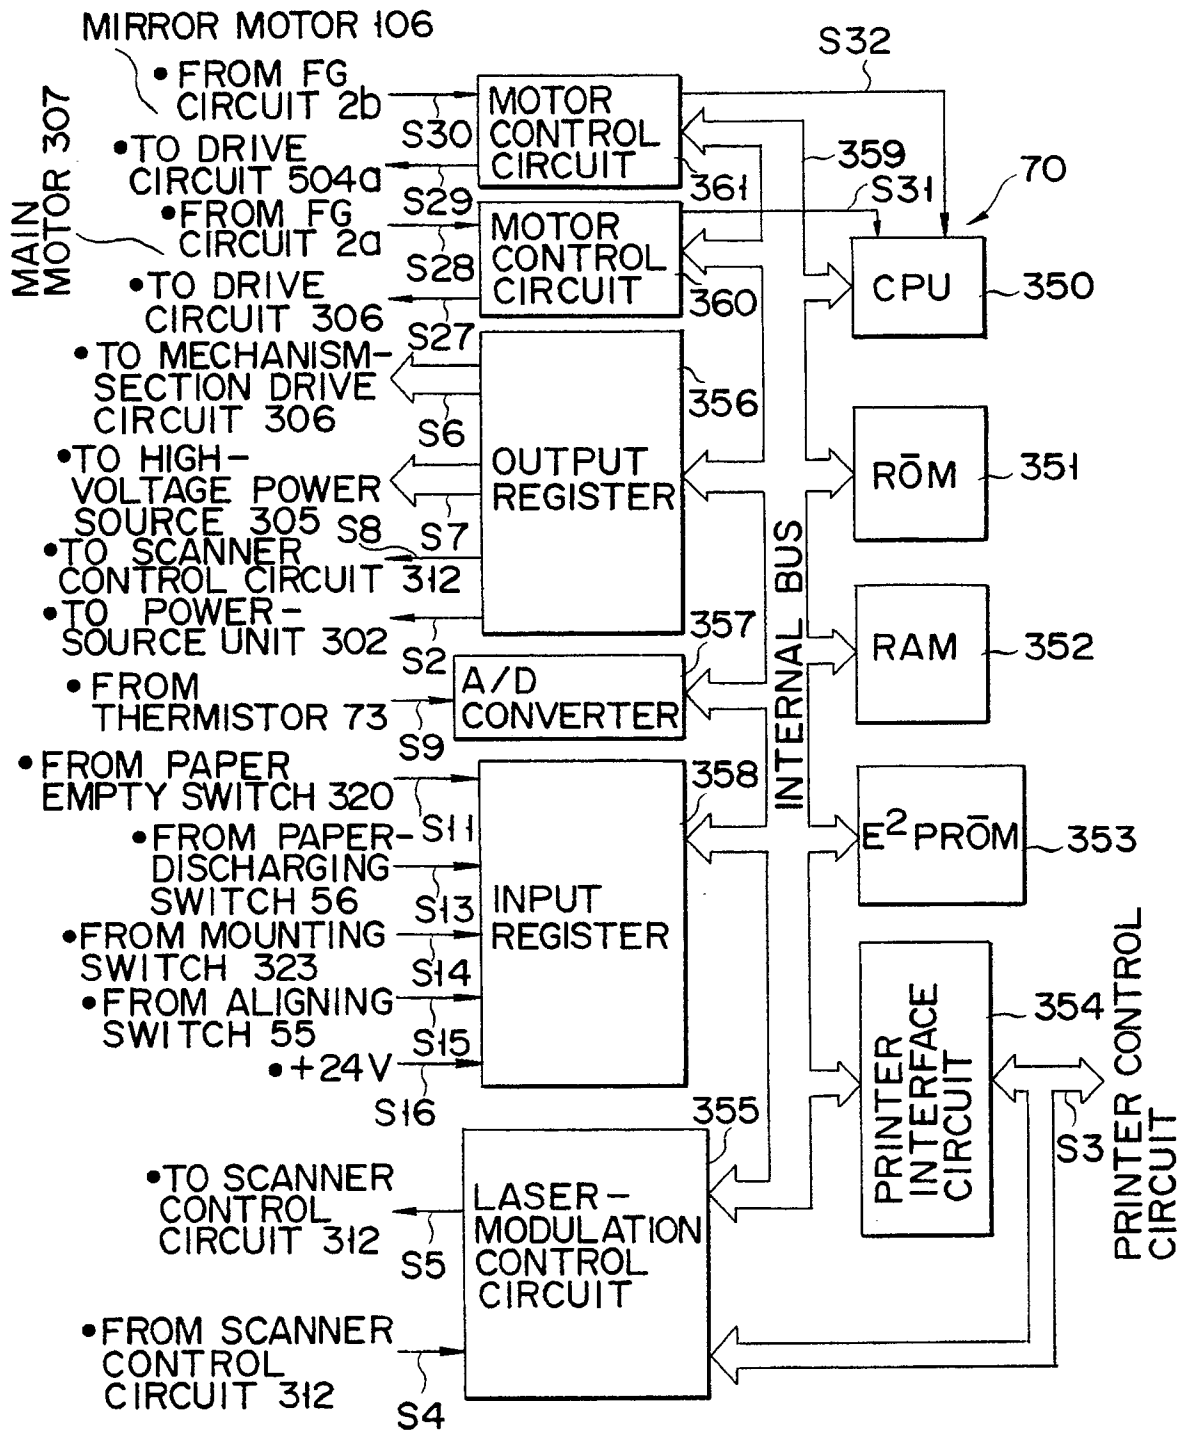 MIRROR MOTOR 106
S32
• FROM FG
CIRCUIT 2b
S30
MOTOR
CONTROL
CIRCUIT
361
359
S31
70
MAIN
MOTOR 307
• TO DRIVE
CIRCUIT 504a
S29
• FROM FG
CIRCUIT 2a
S28
MOTOR
CONTROL
CIRCUIT
360
CPU
350
• TO DRIVE
CIRCUIT 306
S27
• TO MECHANISM-
SECTION DRIVE
CIRCUIT 306
S6
356
• TO HIGH-
VOLTAGE POWER
SOURCE 305
S7
OUTPUT
REGISTER
RŌM
351
S8
• TO SCANNER
CONTROL CIRCUIT 312
• TO POWER-
SOURCE UNIT 302
S2
357
INTERNAL BUS
RAM
352
• FROM
THERMISTOR 73
S9
A/D
CONVERTER
• FROM PAPER
EMPTY SWITCH 320
S11
358
E2 PRŌM
353
• FROM PAPER-
DISCHARGING
SWITCH 56
S13
INPUT
REGISTER
• FROM MOUNTING
SWITCH 323
S14
• FROM ALIGNING
SWITCH 55
S15
• +24V
S16
PRINTER
INTERFACE
CIRCUIT
354
S3
PRINTER CONTROL
CIRCUIT
355
• TO SCANNER
CONTROL
CIRCUIT 312
S5
LASER-
MODULATION
CONTROL
CIRCUIT
• FROM SCANNER
CONTROL
CIRCUIT 312
S4